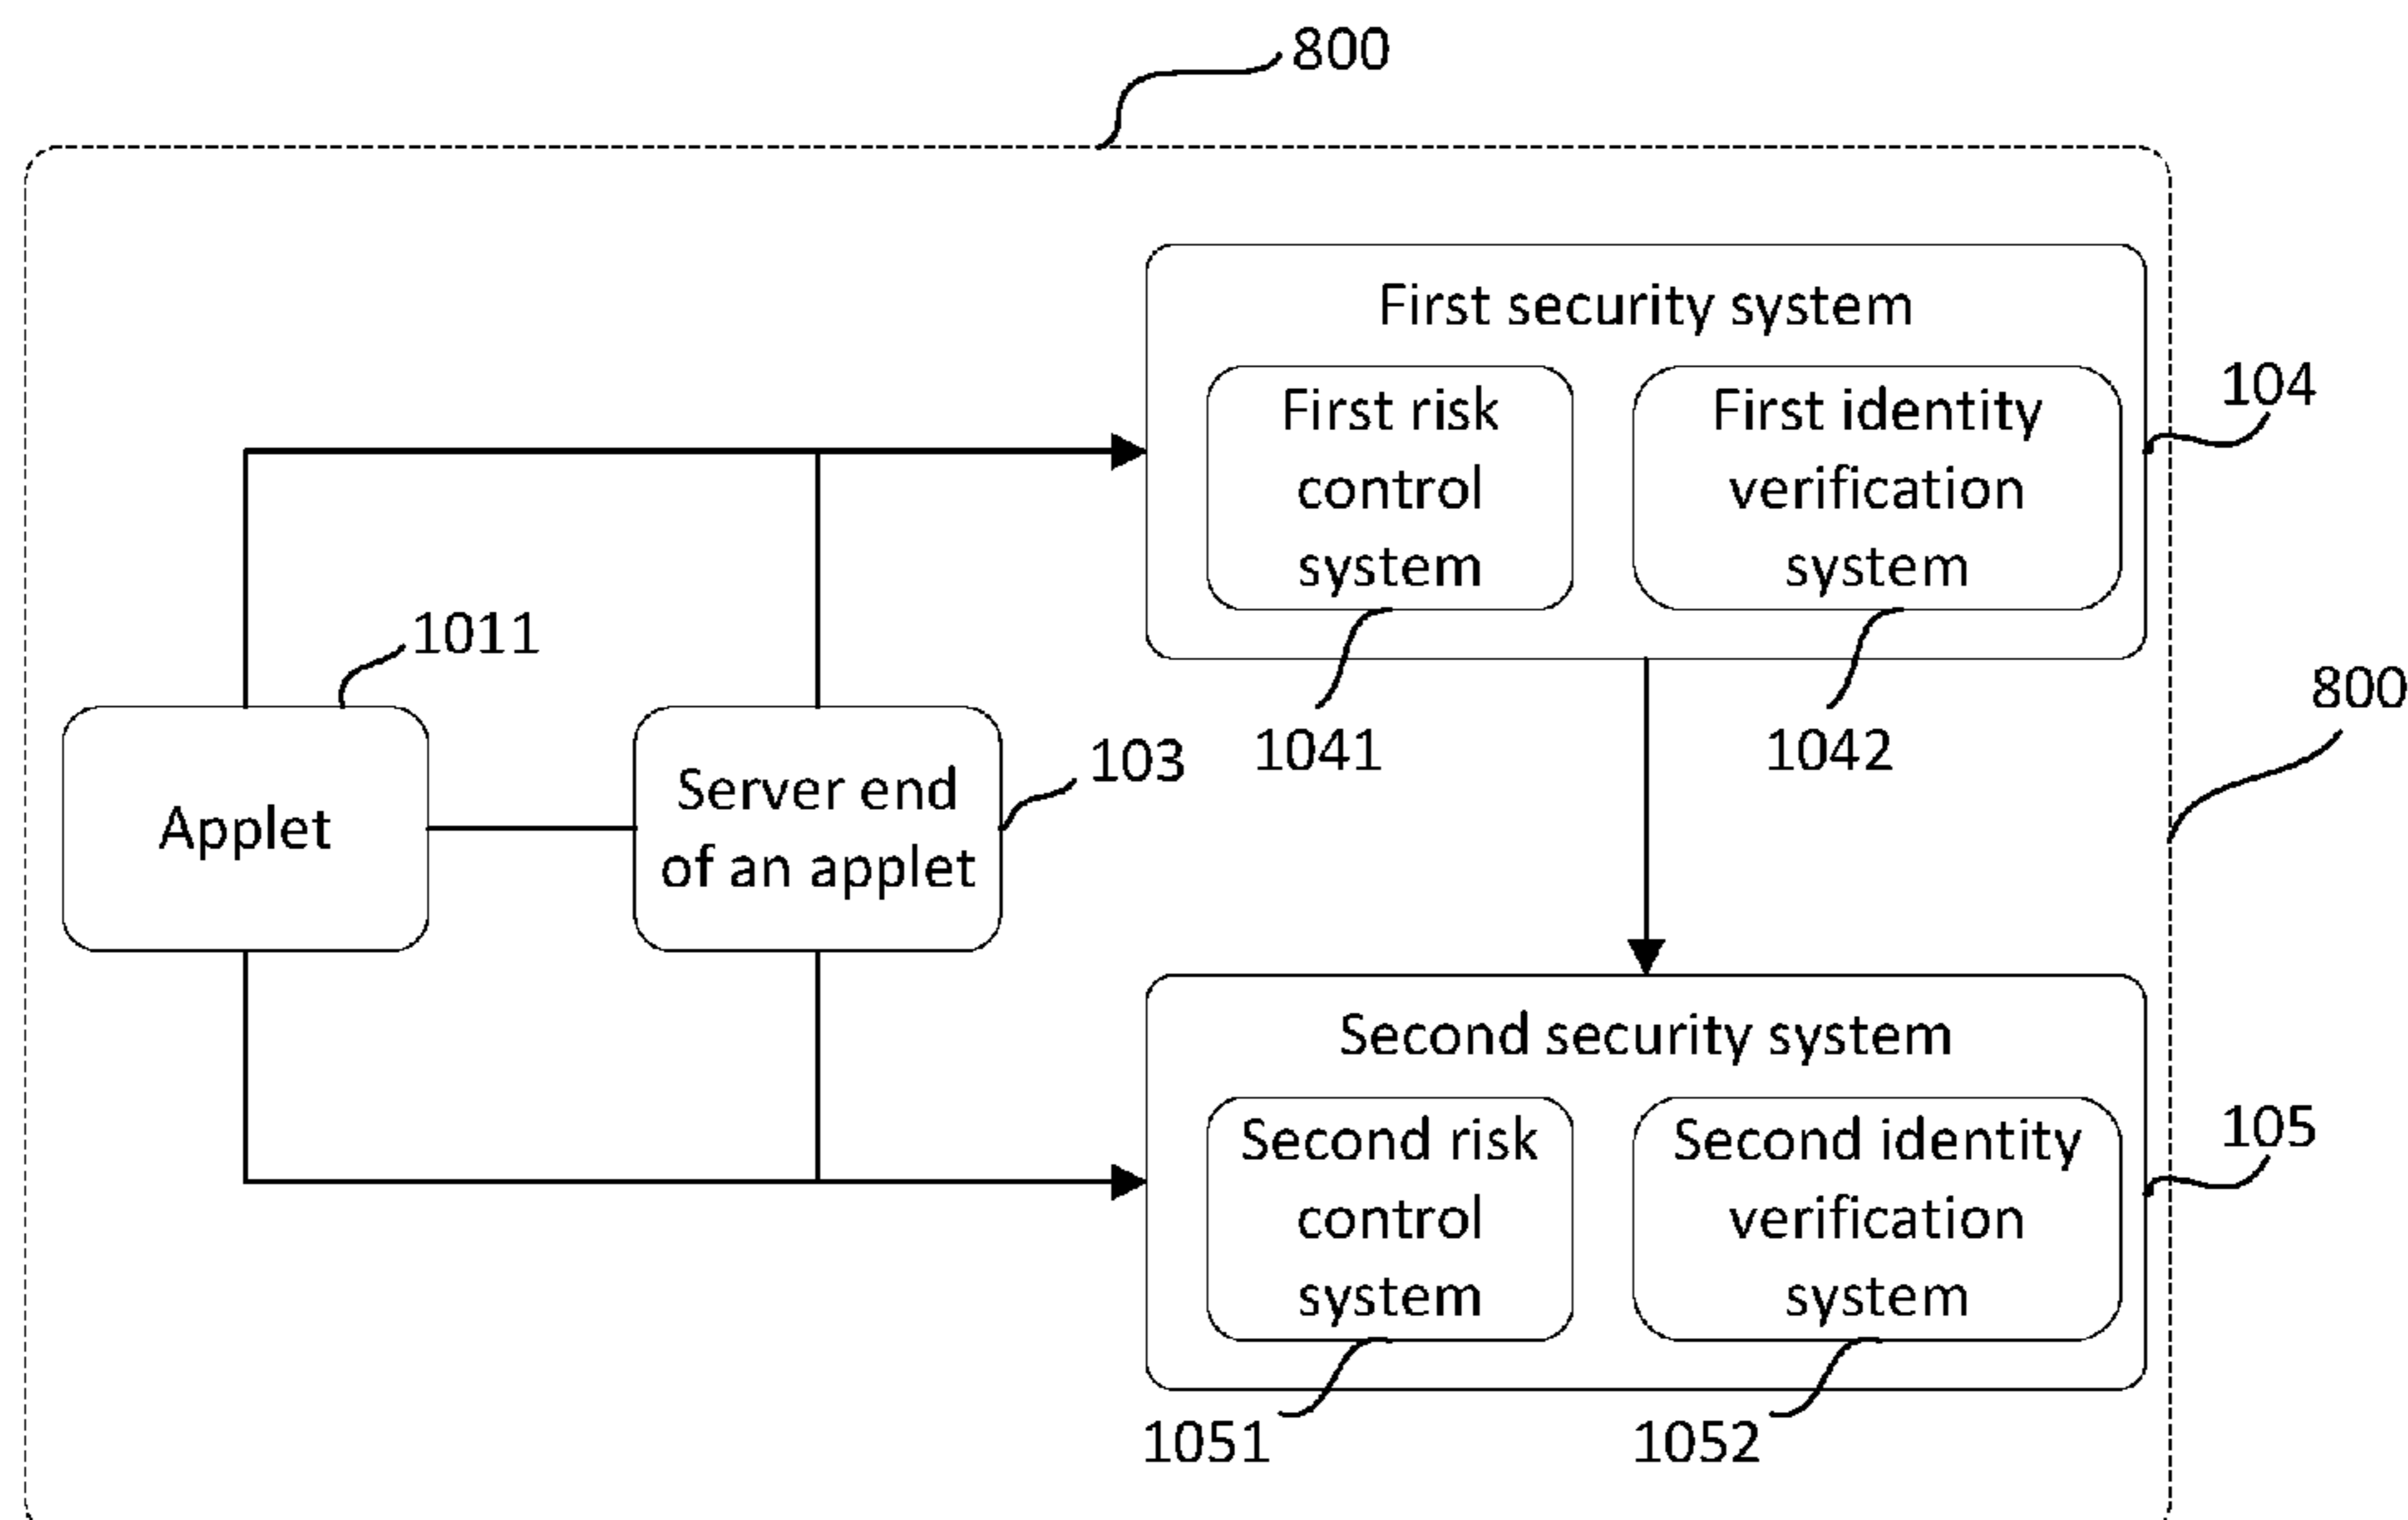 800
First security system
First risk
control
system
First identity
verification
system
104
1011
1041
1042
800
103
Applet
Server end
of an applet
Second security system
Second risk
control
system
Second identity
verification
system
105
1051
1052